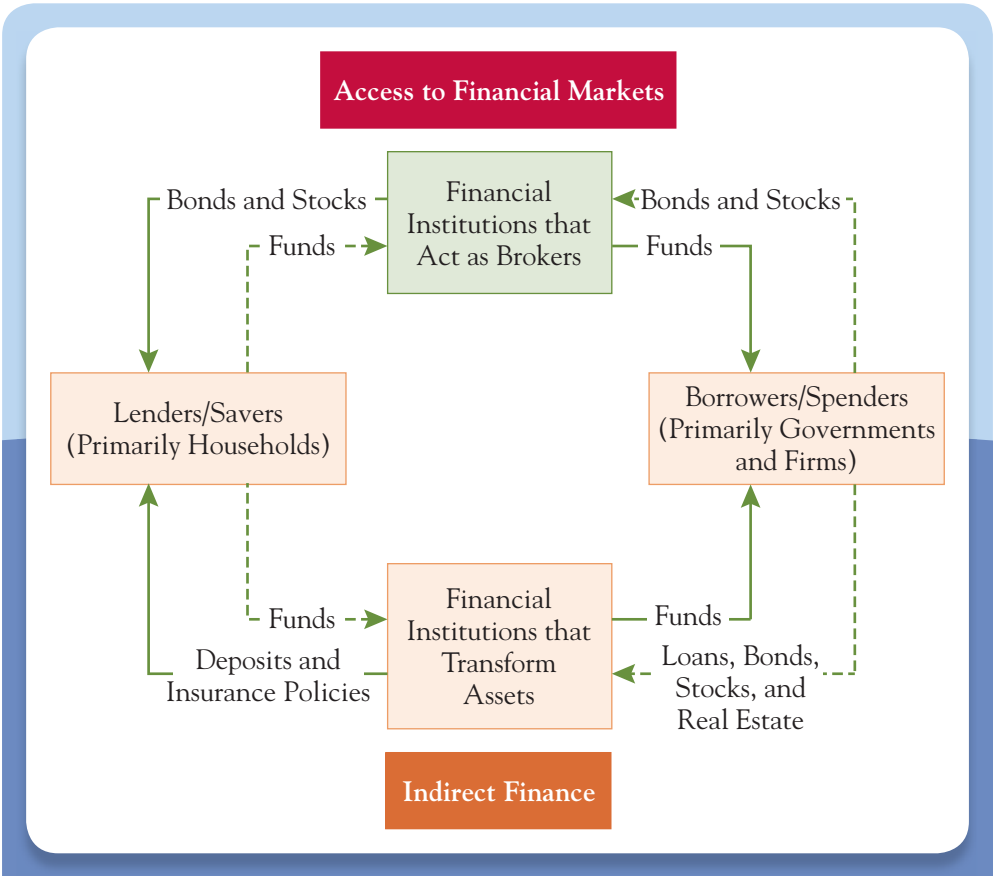 Access to Financial Markets
Bonds and Stocks
Funds
Financial
Institutions that
Act as Brokers
Bonds and Stocks
Funds
Lenders/Savers
(Primarily Households)
Borrowers/Spenders
(Primarily Governments
and Firms)
Funds
Deposits and
Insurance Policies
Financial
Institutions that
Transform
Assets
Funds
Loans, Bonds,
Stocks, and
Real Estate
Indirect Finance